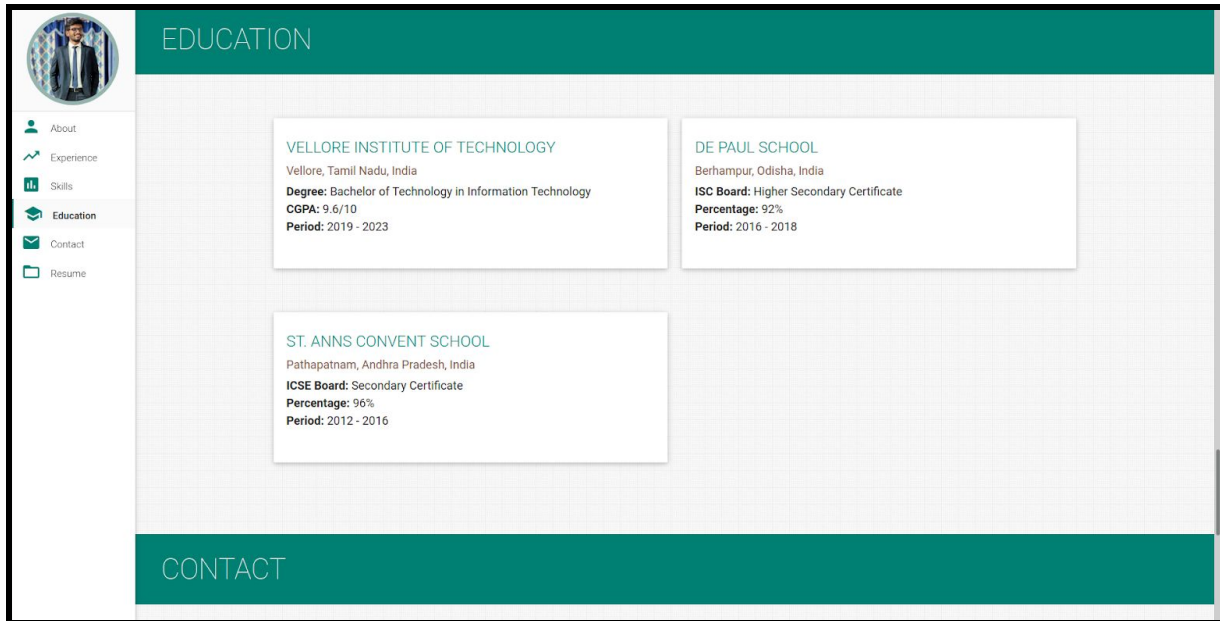 EDUCATION
About
Experience
Skills
Education
Contact
Resume
VELLORE INSTITUTE OF TECHNOLOGY
Vellore, Tamil Nadu, India
Degree: Bachelor of Technology in Information Technology
CGPA: 9.6/10
Period: 2019 - 2023
DE PAUL SCHOOL
Berhampur, Odisha, India
ISC Board: Higher Secondary Certificate
Percentage: 92%
Period: 2016 - 2018
ST. ANNS CONVENT SCHOOL
Pathapatnam, Andhra Pradesh, India
ICSE Board: Secondary Certificate
Percentage: 96%
Period: 2012 - 2016
CONTACT